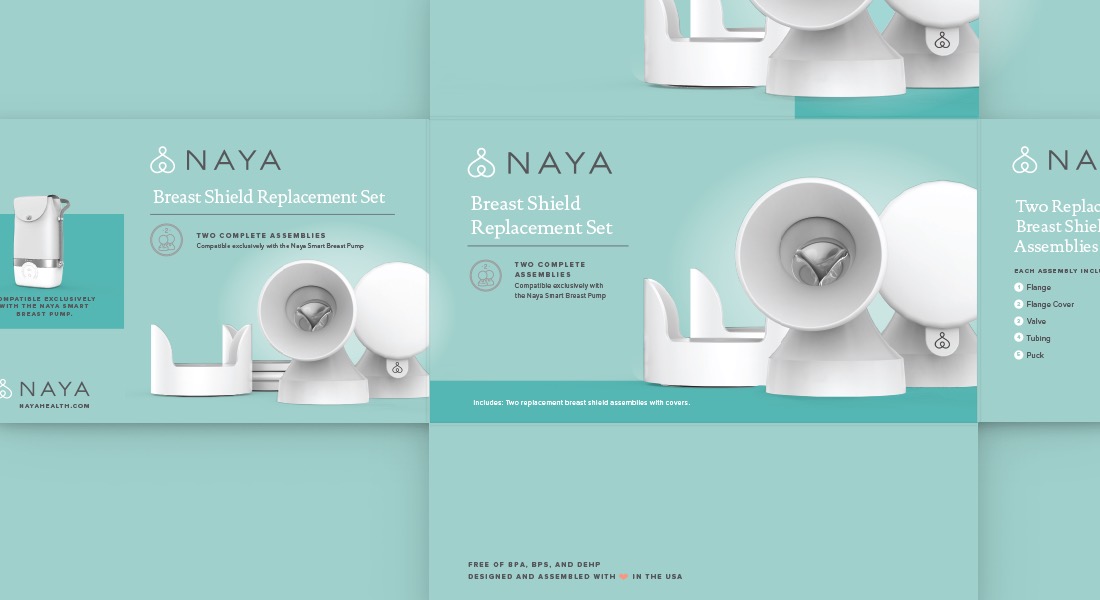 OMPATIBLE EXCLUSIVELY
WITH THE NAYA SMART
BREAST PUMP.
NAYA
NAYAHEALTH.COM
NAYA
Breast Shield Replacement Set
2
TWO COMPLETE ASSEMBLIES
Compatible exclusively with the Naya Smart Breast Pump
NAYA
Breast Shield
Replacement Set
2
TWO COMPLETE
ASSEMBLIES
Compatible exclusively with
the Naya Smart Breast Pump
Includes: Two replacement breast shield assemblies with covers.
FREE OF BPA, BPS, AND DEHP
DESIGNED AND ASSEMBLED WITH ❤ IN THE USA
NA
Two Replac
Breast Shiel
Assemblies
EACH ASSEMBLY INCLU
1 Flange
2 Flange Cover
3 Valve
4 Tubing
5 Puck